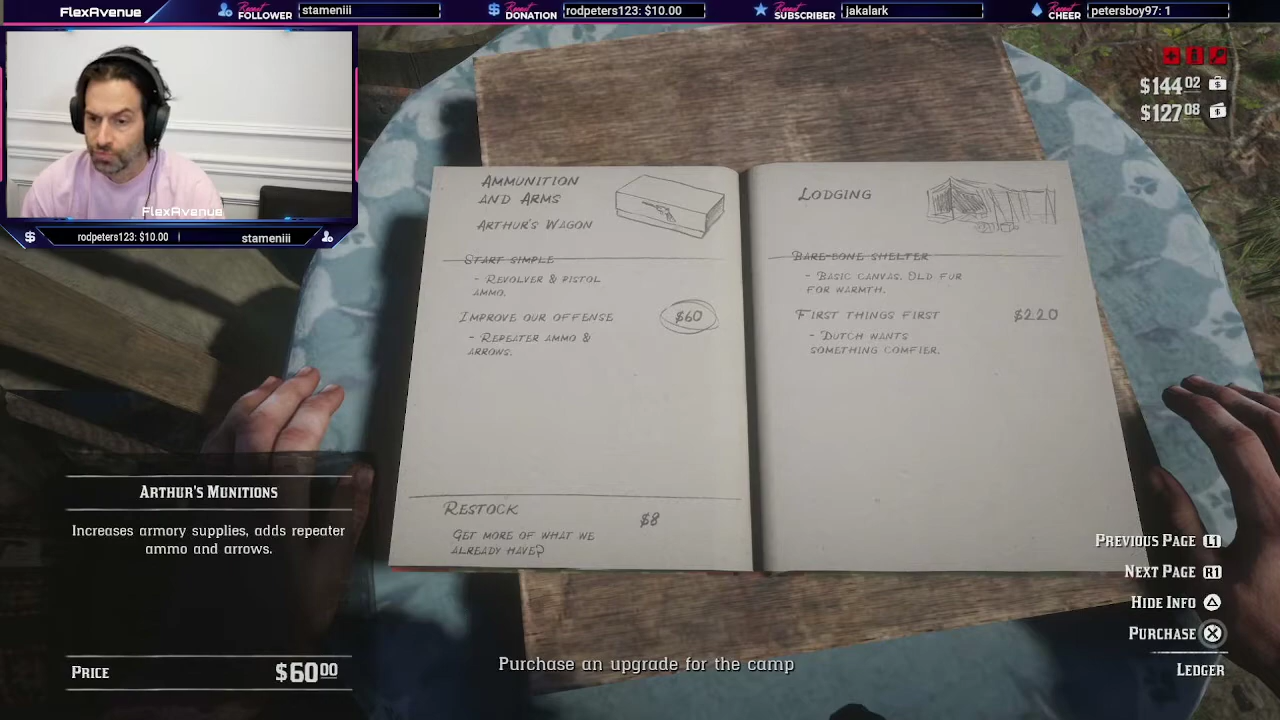 FlexAvenue
Recent FOLLOWER stameniii
Recent DONATION rodpeters123: $10.00
Recent SUBSCRIBER jakalark
Recent CHEER petersboy97: 1
FlexAvenue
rodpeters123: $10.00 stameniii
$144 02
$127 08
AMMUNITION
AND ARMS
ARTHUR'S WAGON
START SIMPLE
- REVOLVER & PISTOL
AMMO.
IMPROVE OUR OFFENSE $60
- REPEATER AMMO &
ARROWS.
RESTOCK $8
GET MORE OF WHAT WE
ALREADY HAVE?
LODGING
BARE-BONE SHELTER
- BASIC CANVAS. OLD FUR
FOR WARMTH.
FIRST THINGS FIRST $220
- DUTCH WANTS
SOMETHING COMFIER.
ARTHUR'S MUNITIONS
Increases armory supplies, adds repeater
ammo and arrows.
PRICE $60 00
Purchase an upgrade for the camp
PREVIOUS PAGE L1
NEXT PAGE R1
HIDE INFO
PURCHASE
LEDGER